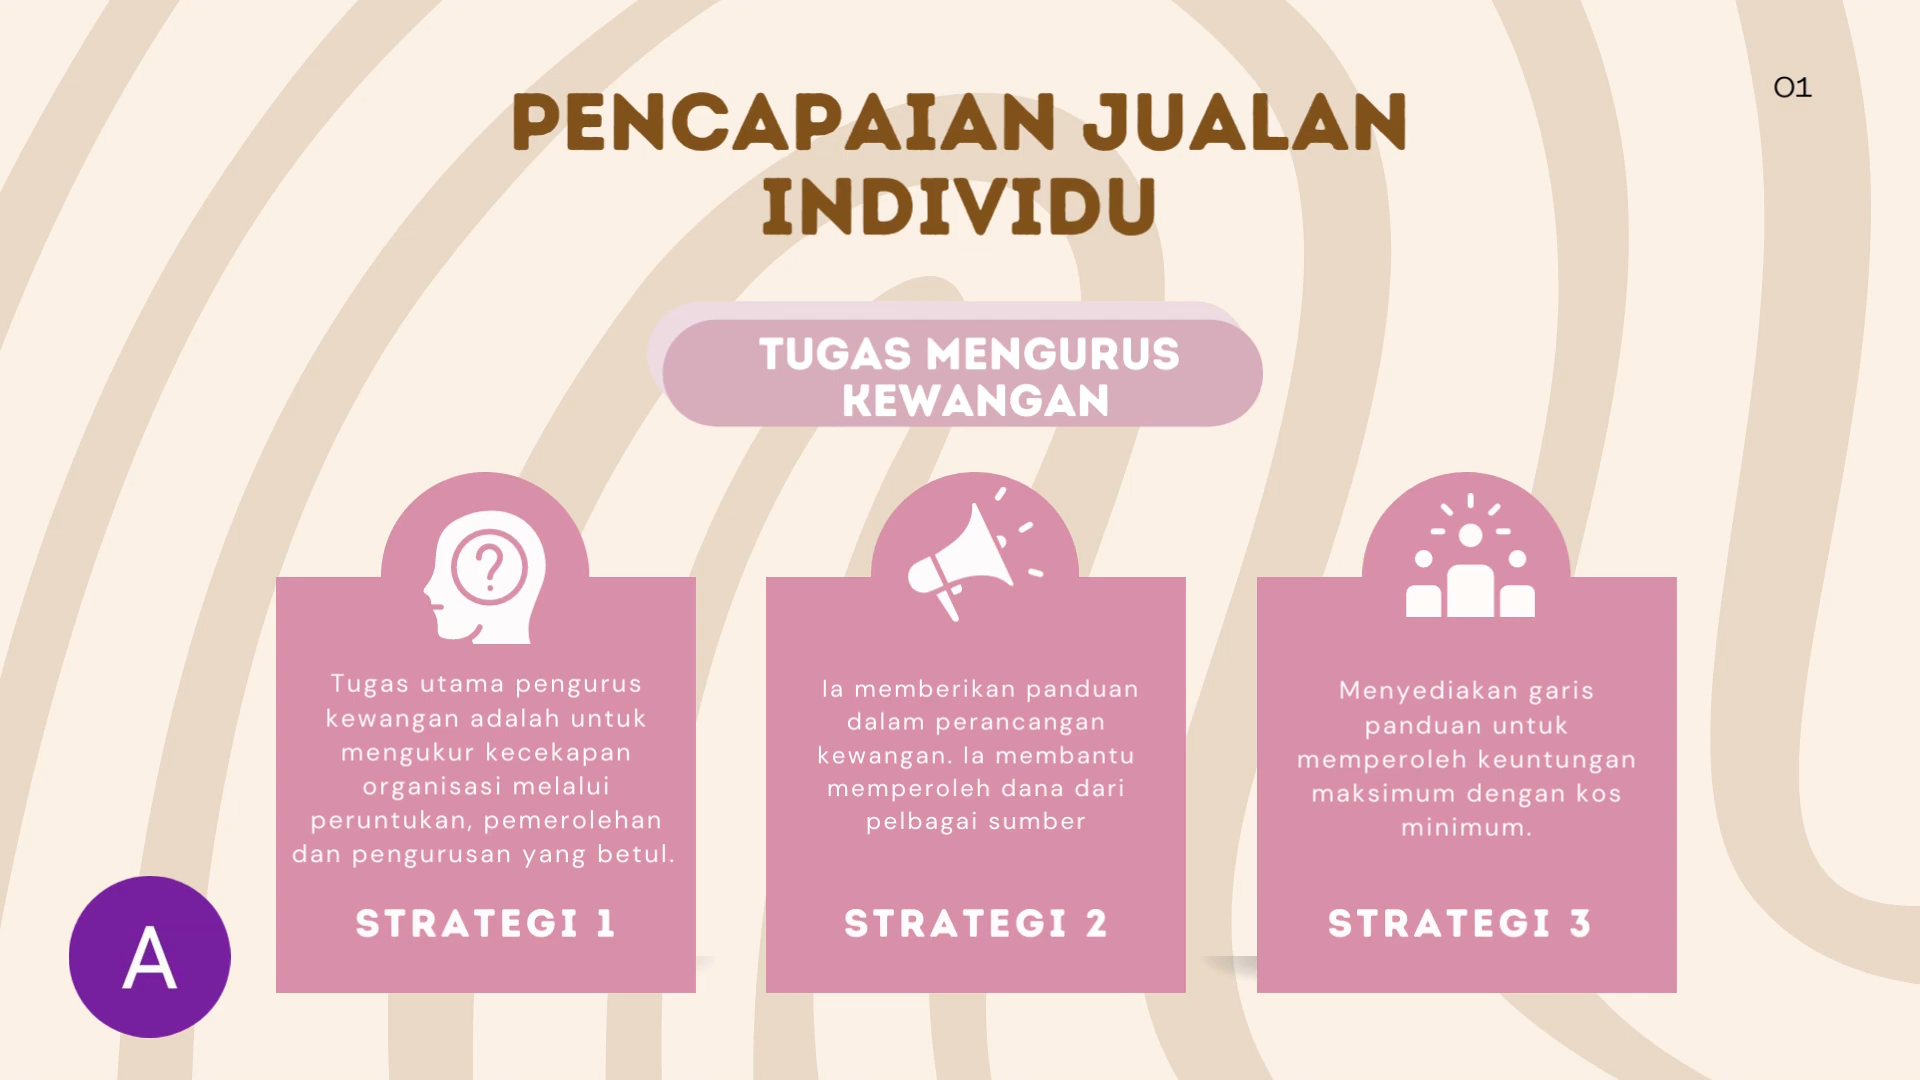 01
PENCAPAIAN JUALAN
INDIVIDU
TUGAS MENGURUS
KEWANGAN
Tugas utama pengurus
kewangan adalah untuk
mengukur kecekapan
organisasi melalui
peruntukan, pemerolehan
dan pengurusan yang betul.
STRATEGI 1
Ia memberikan panduan
dalam perancangan
kewangan. Ia membantu
memperoleh dana dari
pelbagai sumber
STRATEGI 2
Menyediakan garis
panduan untuk
memperoleh keuntungan
maksimum dengan kos
minimum.
STRATEGI 3
A